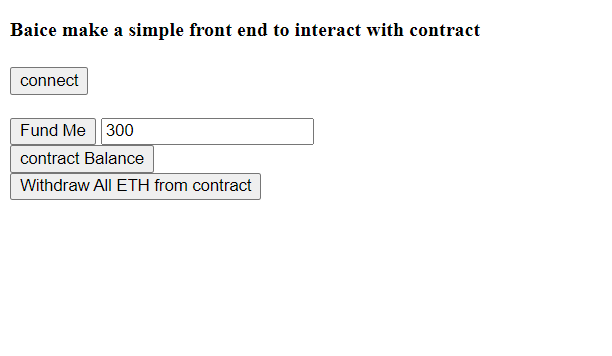 Baice make a simple front end to interact with contract
connect
Fund Me 300
contract Balance
Withdraw All ETH from contract